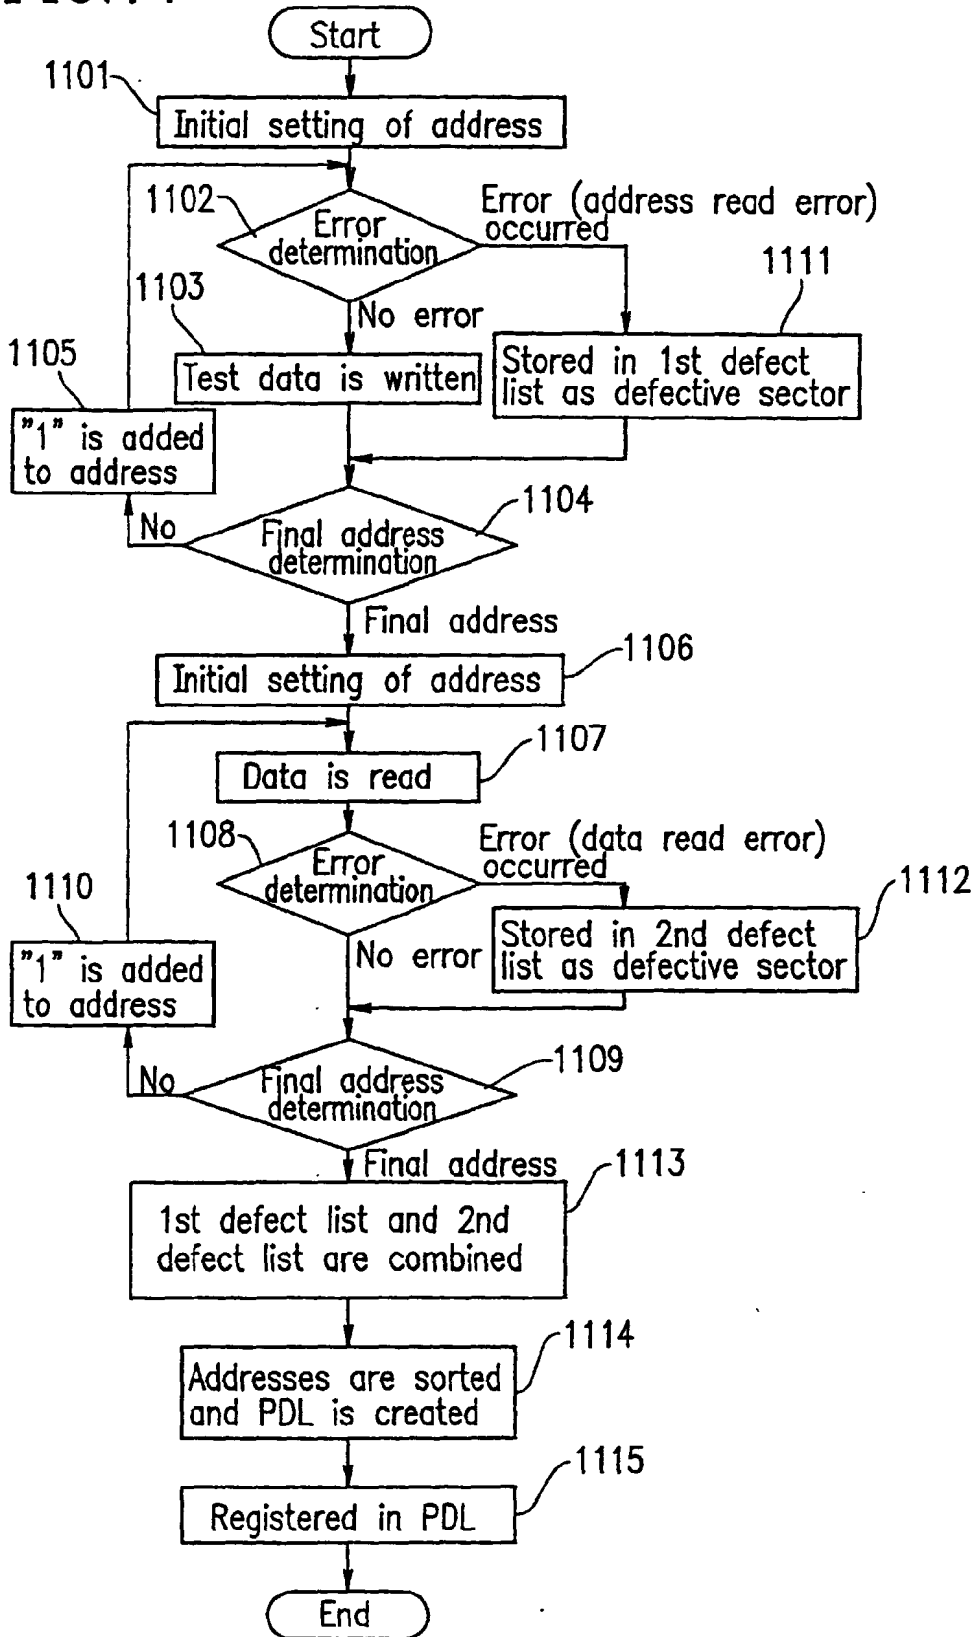 Start
1101
Initial setting of address
1102
Error
determination
Error (address read error)
occurred
1111
1103
No error
Test data is written
Stored in 1st defect
list as defective sector
1105
"1" is added
to address
1104
No
Final address
determination
Final address
1106
Initial setting of address
1107
Data is read
1108
Error
determination
Error (data read error)
occurred
1112
1110
No error
Stored in 2nd defect
list as defective sector
"1" is added
to address
1109
No
Final address
determination
Final address
1113
1st defect list and 2nd
defect list are combined
1114
Addresses are sorted
and PDL is created
1115
Registered in PDL
End